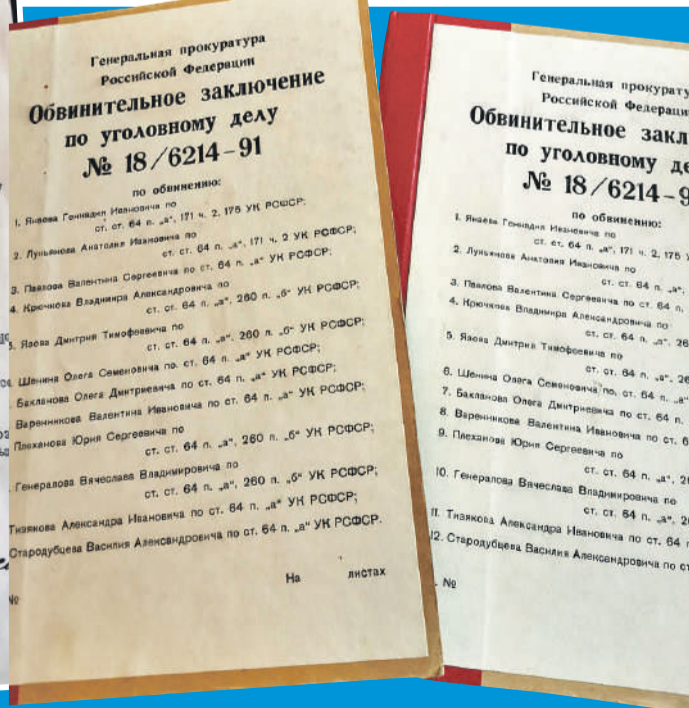 Генеральная прокуратура
Российской Федерации
Обвинительное заключение
по уголовному делу
№ 18/6214-91
по обвинению:
1. Янаева Геннадия Ивановича по
ст. ст. 64 п. „а", 171 ч. 2, 175 УК РСФСР;
2. Лукьянова Анатолия Ивановича по
ст. ст. 64 п. „а", 171 ч. 2 УК РСФСР;
3. Павлова Валентина Сергеевича по ст. 64 п. „а" УК РСФСР;
4. Крючкова Владимира Александровича по
ст. ст. 64 п. „а", 260 п. „б" УК РСФСР;
5. Язова Дмитрия Тимофеевича по
ст. ст. 64 п. „а", 260 п. „б" УК РСФСР;
Шенина Олега Семеновича по ст. 64 п. „а" УК РСФСР;
Бакланова Олега Дмитриевича по ст. 64 п. „а" УК РСФСР;
Варенникова Валентина Ивановича по ст. 64 п. „а" УК РСФСР;
Плеханова Юрия Сергеевича по
ст. ст. 64 п. „а", 260 п. „б" УК РСФСР;
Генералова Вячеслава Владимировича по
ст. ст. 64 п. „а", 260 п. „б" УК РСФСР;
Тизякова Александра Ивановича по ст. 64 п. „а" УК РСФСР;
Стародубцева Василия Александровича по ст. 64 п. „а" УК РСФСР.
На листах
№
Генеральная прокурату
Российской Федераци
Обвинительное закл
по уголовному де
№ 18/6214-9
по обвинению:
1. Янаева Геннадия Ивановича по
ст. ст. 64 п. „а", 171 ч. 2, 175
2. Лукьянова Анатолия Ивановича по
ст. ст. 64 п. „а",
3. Павлова Валентина Сергеевича по ст. 64 п.
4. Крючкова Владимира Александровича по
ст. ст. 64 п. „а", 26
5. Язова Дмитрия Тимофеевича по
ст. ст. 64 п. „а", 26
6. Шенина Олега Семеновича по ст. 64 п. „а"
7. Бакланова Олега Дмитриевича по ст. 64 п.
8. Варенникова Валентина Ивановича по ст. 6
9. Плеханова Юрия Сергеевича по
ст. ст. 64 п. „а", 2
10. Генералова Вячеслава Владимировича по
ст. ст. 64 п. „а", 2
11. Тизякова Александра Ивановича по ст. 64
12. Стародубцева Василия Александровича по ст
№